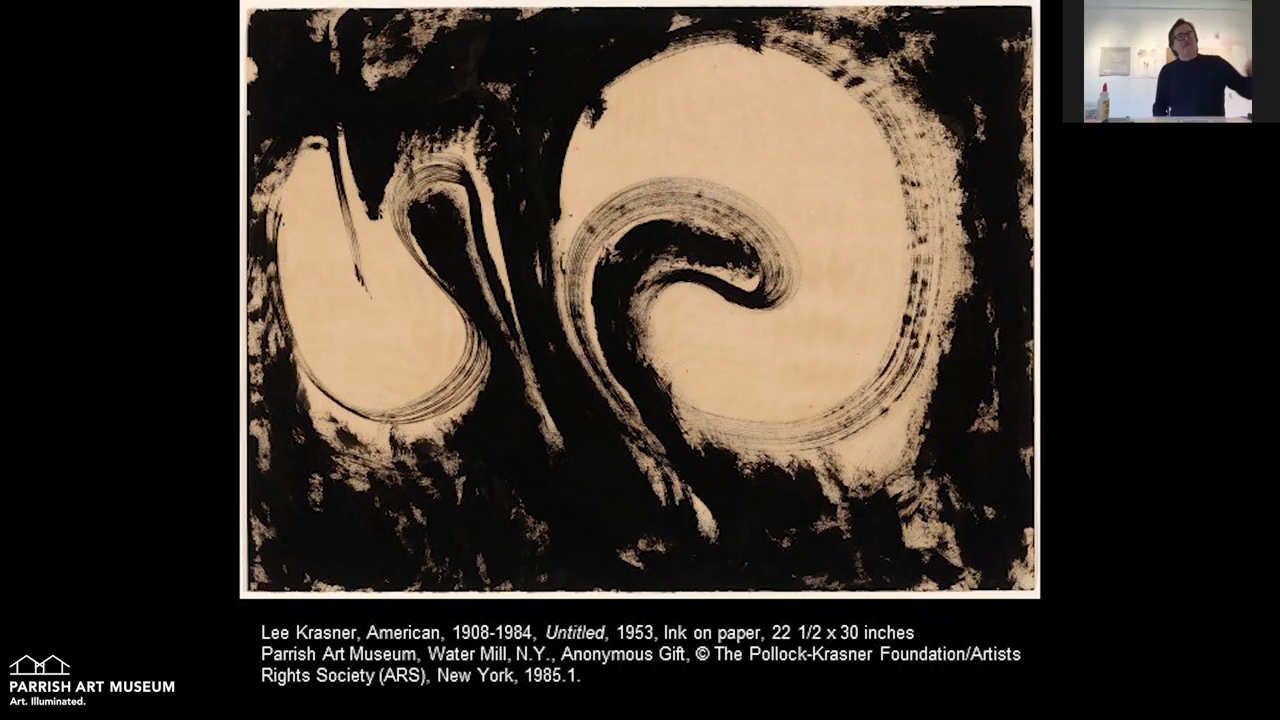 Lee Krasner, American, 1908-1984, Untitled, 1953, Ink on paper, 22 1/2 x 30 inches
Parrish Art Museum, Water Mill, N.Y., Anonymous Gift, © The Pollock-Krasner Foundation/Artists
Rights Society (ARS), New York, 1985.1.
PARRISH ART MUSEUM
Art. Illuminated.